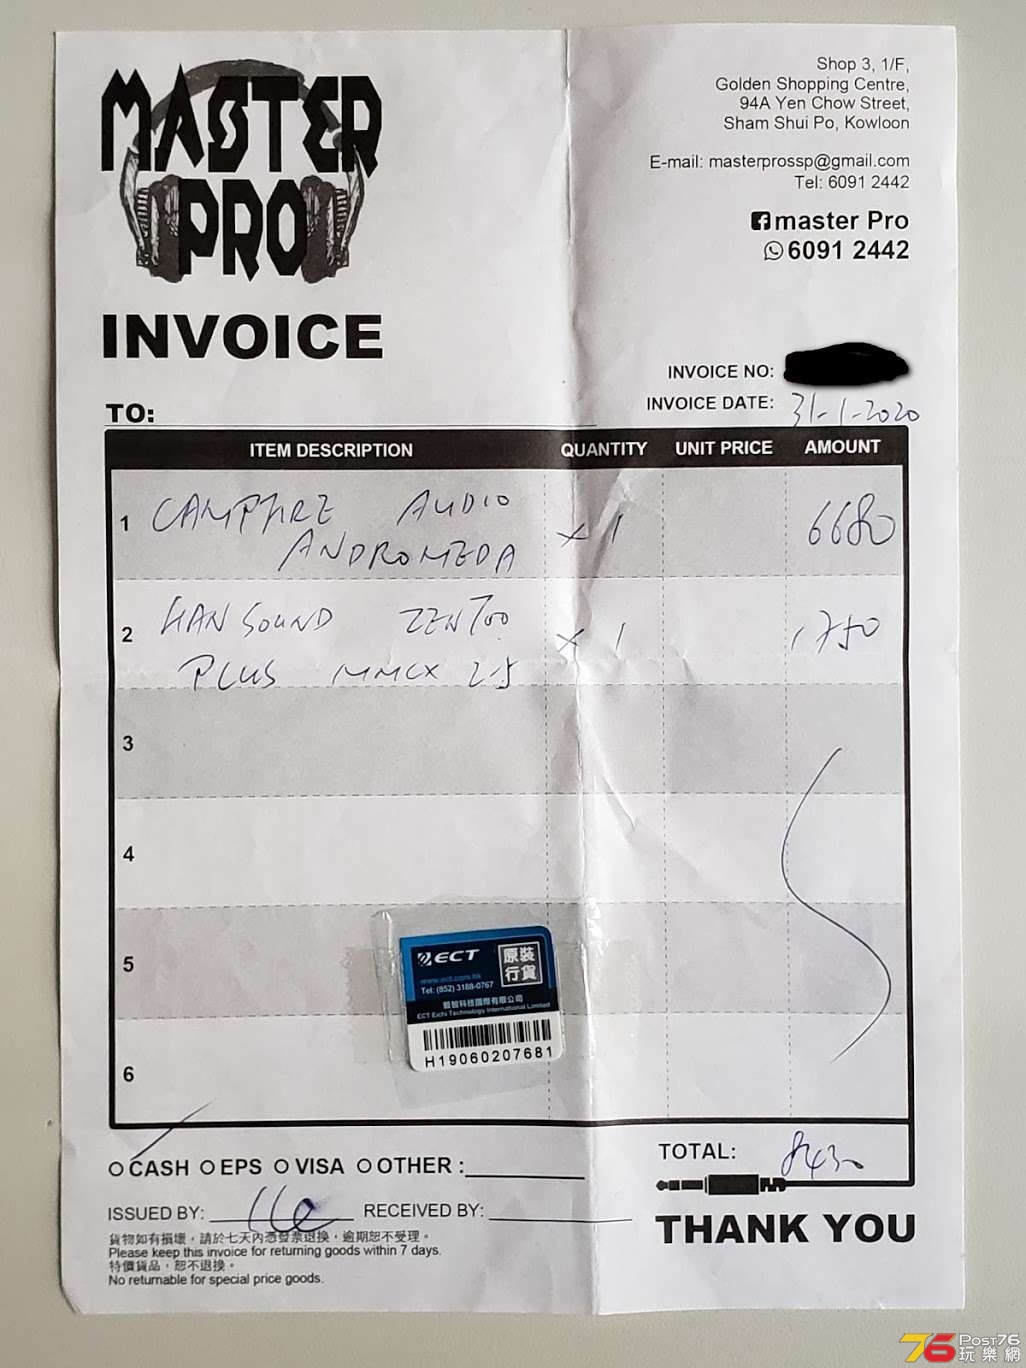 MASTER
PRO
Shop 3, 1/F,
Golden Shopping Centre,
94A Yen Chow Street,
Sham Shui Po, Kowloon
E-mail: masterprossp@gmail.com
Tel: 6091 2442
master Pro
6091 2442
INVOICE
INVOICE NO:
INVOICE DATE: 31-1-2020
TO:
ITEM DESCRIPTION QUANTITY UNIT PRICE AMOUNT
1 CAMPFIRE AUDIO x 1 6680
ANDROMEDA
2 HAN SOUND ZEN x 1 1750
PLUS MMCX 2.5
3
4
5
6
ECT 原裝
行貨
www.ect.com.hk
Tel: (852) 3188-0767
毅智科技國際有限公司
ECT Exchi Technology International Limited
H19060207681
CASH EPS VISA OTHER :
TOTAL: 8430
ISSUED BY: RECEIVED BY:
THANK YOU
貨物如有損壞，請於七天內憑發票退換，逾期恕不受理。
Please keep this invoice for returning goods within 7 days.
特價貨品，恕不退換。
No returnable for special price goods.
76 POST76
玩樂網